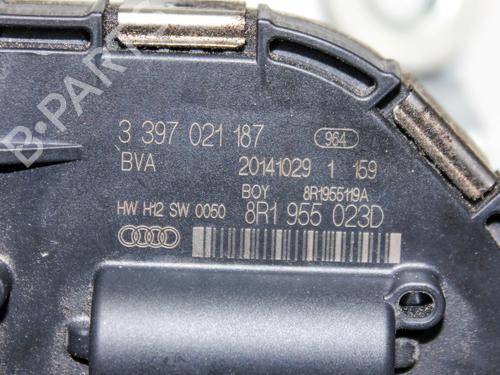 3 397 021 187 964
BVA 20141029 1 159
BOY 8R1955119A
HW H12 SW 0050 8R1 955 023D
B-PARTS